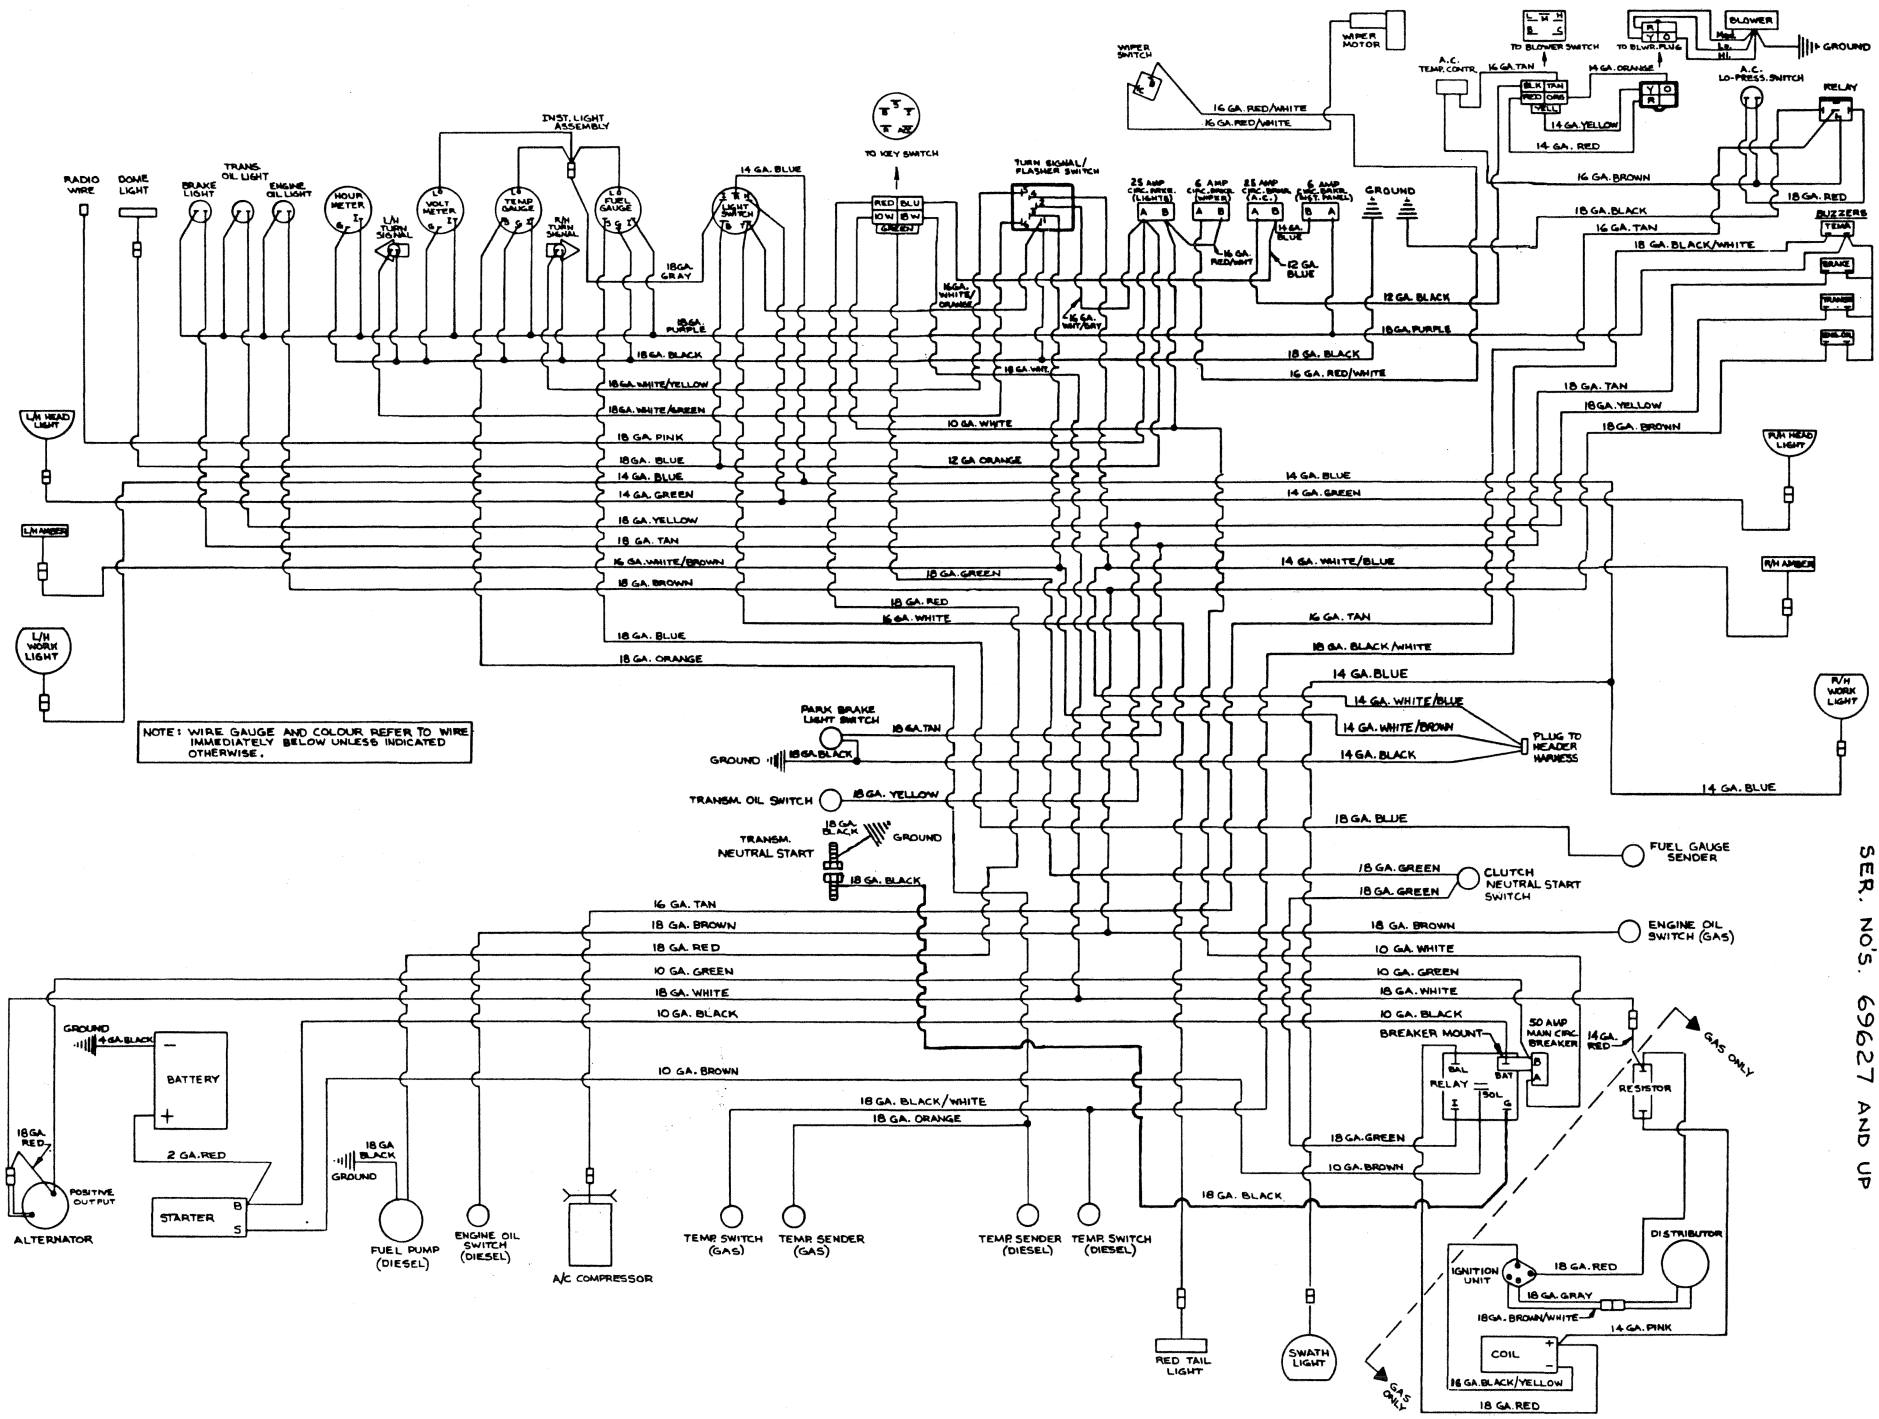 WIPER
MOTOR
WIPER
SWITCH
L M H
B C
TO BLOWER SWITCH
R
Y O
TO BLWR. PLUG
BLOWER
Med.
Lo.
Hi.
GROUND
A.C.
TEMP. CONTR.
16 GA. TAN
14 GA. ORANGE
A.C.
LO-PRESS. SWITCH
RELAY
BLK TAN
RED ORG
YELL
Y O
R
14 GA. YELLOW
14 GA. RED
16 GA. RED/WHITE
16 GA. RED/WHITE
16 GA. BROWN
18 GA. RED
INST. LIGHT
ASSEMBLY
TO KEY SWITCH
RADIO
WIRE
DOME
LIGHT
BRAKE
LIGHT
TRANS.
OIL LIGHT
ENGINE
OIL LIGHT
HOUR
METER
L/H
TURN
SIGNAL
VOLT
METER
TEMP.
GAUGE
R/H
TURN
SIGNAL
FUEL
GAUGE
LIGHT
SWITCH
14 GA. BLUE
RED BLU
10W 18W
GREEN
TURN SIGNAL/
FLASHER SWITCH
25 AMP
CIRC. BRKR.
(LIGHTS)
A B
6 AMP
CIRC. BRKR.
(WIPER)
A B
25 AMP
CIRC. BRKR.
(A.C.)
A B
6 AMP
CIRC. BRKR.
(INST. PANEL)
B A
GROUND
14 GA.
BLUE
16 GA.
RED/WHT
12 GA.
BLUE
18 GA. BLACK
16 GA. TAN
18 GA. BLACK/WHITE
BUZZERS
TEMP.
BRAKE
TRANS.
ENG. OIL
18 GA.
GRAY
16 GA.
WHITE/
ORANGE
16 GA.
WHT/GRY
12 GA. BLACK
18 GA.
PURPLE
18 GA. PURPLE
18 GA. BLACK
18 GA. BLACK
18 GA. WHT.
16 GA. RED/WHITE
18 GA. WHITE/YELLOW
18 GA. WHITE/GREEN
18 GA. TAN
18 GA. YELLOW
18 GA. BROWN
L/H HEAD
LIGHT
R/H HEAD
LIGHT
18 GA. PINK
10 GA. WHITE
18 GA. BLUE
12 GA. ORANGE
14 GA. BLUE
14 GA. BLUE
14 GA. GREEN
14 GA. GREEN
L/H AMBER
18 GA. YELLOW
18 GA. TAN
16 GA. WHITE/BROWN
18 GA. GREEN
14 GA. WHITE/BLUE
R/H AMBER
18 GA. BROWN
18 GA. RED
16 GA. WHITE
16 GA. TAN
L/H
WORK
LIGHT
18 GA. BLUE
18 GA. ORANGE
18 GA. BLACK/WHITE
14 GA. BLUE
R/H
WORK
LIGHT
14 GA. WHITE/BLUE
14 GA. WHITE/BROWN
14 GA. BLACK
PLUG TO
HEADER
HARNESS
PARK BRAKE
LIGHT SWITCH
18 GA. TAN
18 GA. BLACK
GROUND
NOTE: WIRE GAUGE AND COLOUR REFER TO WIRE
IMMEDIATELY BELOW UNLESS INDICATED
OTHERWISE.
TRANSM. OIL SWITCH
18 GA. YELLOW
14 GA. BLUE
18 GA.
BLACK
GROUND
TRANSM.
NEUTRAL START
18 GA. BLACK
18 GA. BLUE
FUEL GAUGE
SENDER
18 GA. GREEN
18 GA. GREEN
CLUTCH
NEUTRAL START
SWITCH
16 GA. TAN
18 GA. BROWN
18 GA. BROWN
ENGINE OIL
SWITCH (GAS)
18 GA. RED
10 GA. WHITE
10 GA. GREEN
10 GA. GREEN
18 GA. WHITE
18 GA. WHITE
10 GA. BLACK
10 GA. BLACK
BREAKER MOUNT
50 AMP
MAIN CIRC.
BREAKER
B
A
14 GA.
RED
GAS ONLY
SER. NO'S. 69627 AND UP
GROUND
4 GA. BLACK
BATTERY
−
+
10 GA. BROWN
BAL
BAT
RELAY
SOL
I G
RESISTOR
18 GA. BLACK/WHITE
18 GA. ORANGE
18 GA.
RED
2 GA. RED
18 GA
BLACK
GROUND
18 GA. GREEN
10 GA. BROWN
18 GA. BLACK
POSITIVE
OUTPUT
ALTERNATOR
STARTER
B
S
FUEL PUMP
(DIESEL)
ENGINE OIL
SWITCH
(DIESEL)
A/C COMPRESSOR
TEMP. SWITCH
(GAS)
TEMP. SENDER
(GAS)
TEMP. SENDER
(DIESEL)
TEMP. SWITCH
(DIESEL)
DISTRIBUTOR
IGNITION
UNIT
18 GA. RED
18 GA. GRAY
18 GA. BROWN/WHITE
14 GA. PINK
RED TAIL
LIGHT
SWATH
LIGHT
GAS
ONLY
COIL
+
−
16 GA. BLACK/YELLOW
18 GA. RED